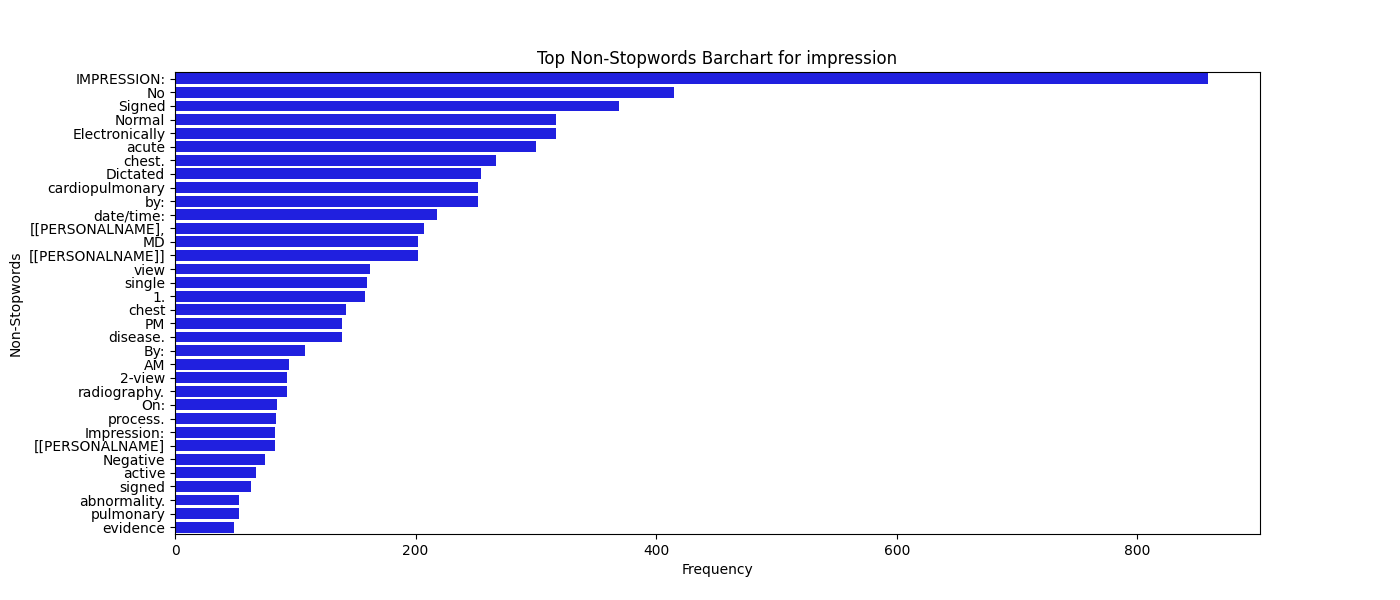 Top Non-Stopwords Barchart for impression
IMPRESSION:
No
Signed
Normal
Electronically
acute
chest.
Dictated
cardiopulmonary
by:
date/time:
[[PERSONALNAME],
MD
[[PERSONALNAME]]
view
single
1.
chest
PM
disease.
By:
AM
2-view
radiography.
On:
process.
Impression:
[[PERSONALNAME]
Negative
active
signed
abnormality.
pulmonary
evidence
Non-Stopwords
0 200 400 600 800
Frequency